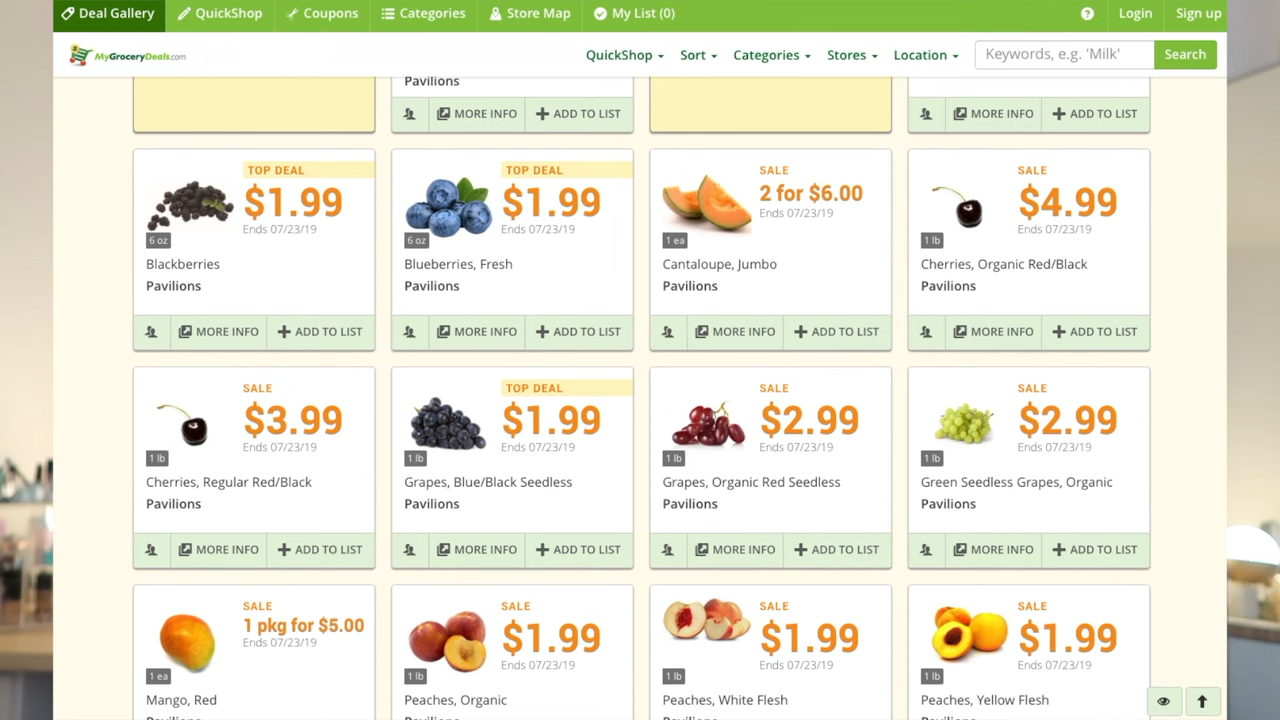 Deal Gallery QuickShop Coupons Categories Store Map My List (0) ? Login Sign up
MyGroceryDeals.com QuickShop Sort Categories Stores Location Keywords, e.g. 'Milk' Search
Pavilions
MORE INFO ADD TO LIST MORE INFO ADD TO LIST
TOP DEAL
$1.99
Ends 07/23/19
6 oz
Blackberries
Pavilions
MORE INFO ADD TO LIST
TOP DEAL
$1.99
Ends 07/23/19
6 oz
Blueberries, Fresh
Pavilions
MORE INFO ADD TO LIST
SALE
2 for $6.00
Ends 07/23/19
1 ea
Cantaloupe, Jumbo
Pavilions
MORE INFO ADD TO LIST
SALE
$4.99
Ends 07/23/19
1 lb
Cherries, Organic Red/Black
Pavilions
MORE INFO ADD TO LIST
SALE
$3.99
Ends 07/23/19
1 lb
Cherries, Regular Red/Black
Pavilions
MORE INFO ADD TO LIST
TOP DEAL
$1.99
Ends 07/23/19
1 lb
Grapes, Blue/Black Seedless
Pavilions
MORE INFO ADD TO LIST
SALE
$2.99
Ends 07/23/19
1 lb
Grapes, Organic Red Seedless
Pavilions
MORE INFO ADD TO LIST
SALE
$2.99
Ends 07/23/19
1 lb
Green Seedless Grapes, Organic
Pavilions
MORE INFO ADD TO LIST
SALE
1 pkg for $5.00
Ends 07/23/19
1 ea
Mango, Red
SALE
$1.99
Ends 07/23/19
1 lb
Peaches, Organic
SALE
$1.99
Ends 07/23/19
1 lb
Peaches, White Flesh
SALE
$1.99
Ends 07/23/19
1 lb
Peaches, Yellow Flesh